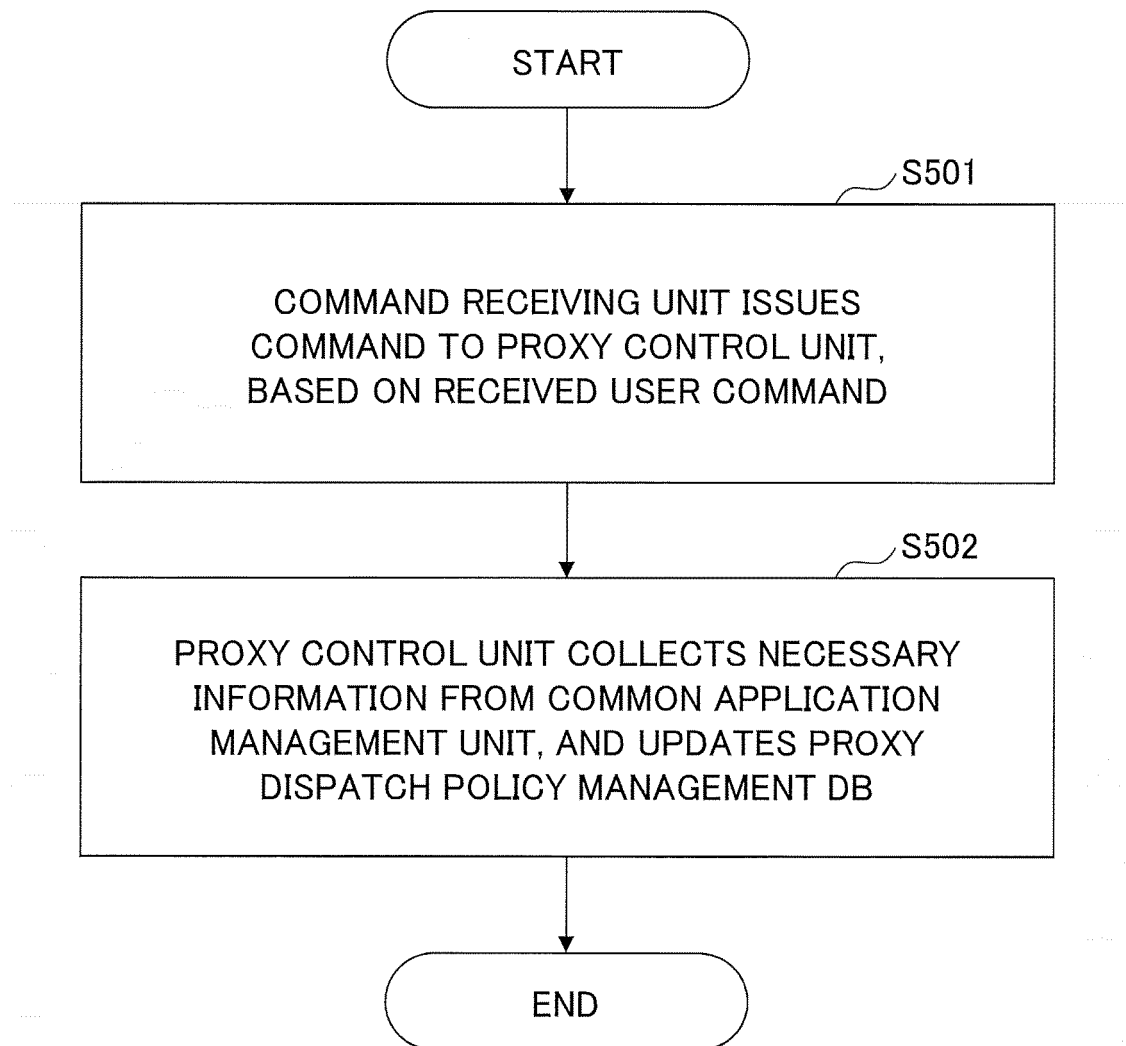 START
S501
COMMAND RECEIVING UNIT ISSUES
COMMAND TO PROXY CONTROL UNIT,
BASED ON RECEIVED USER COMMAND
S502
PROXY CONTROL UNIT COLLECTS NECESSARY
INFORMATION FROM COMMON APPLICATION
MANAGEMENT UNIT, AND UPDATES PROXY
DISPATCH POLICY MANAGEMENT DB
END